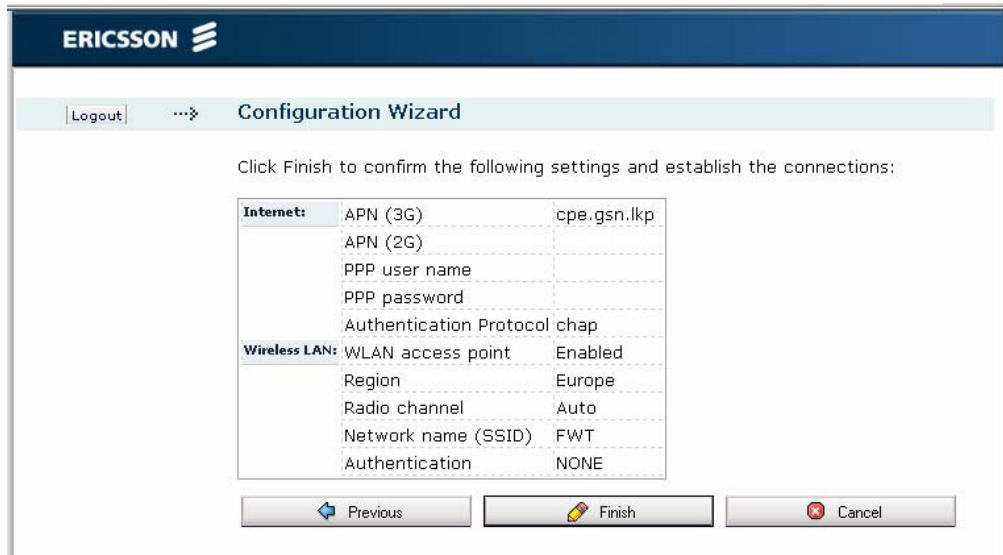 ERICSSON
Logout Configuration Wizard
Click Finish to confirm the following settings and establish the connections:
Internet: APN (3G) cpe.gsn.lkp
APN (2G)
PPP user name
PPP password
Authentication Protocol chap
Wireless LAN: WLAN access point Enabled
Region Europe
Radio channel Auto
Network name (SSID) FWT
Authentication NONE
Previous Finish Cancel